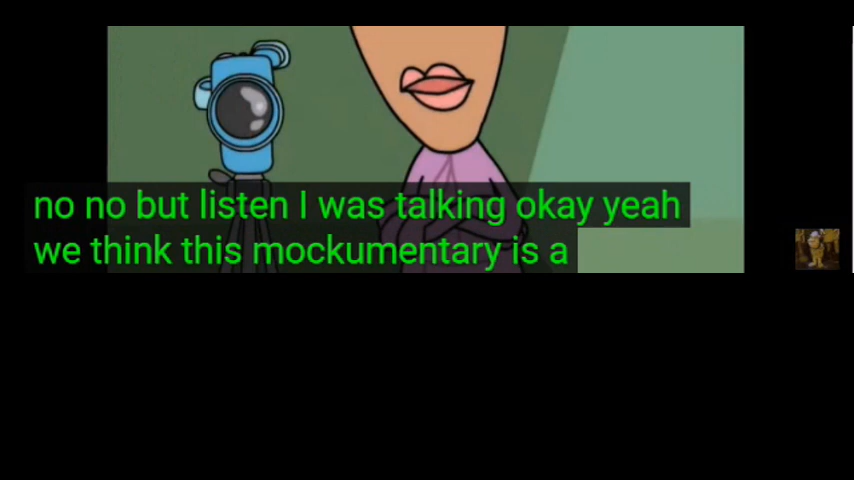 no no but listen I was talking okay yeah
we think this mockumentary is a